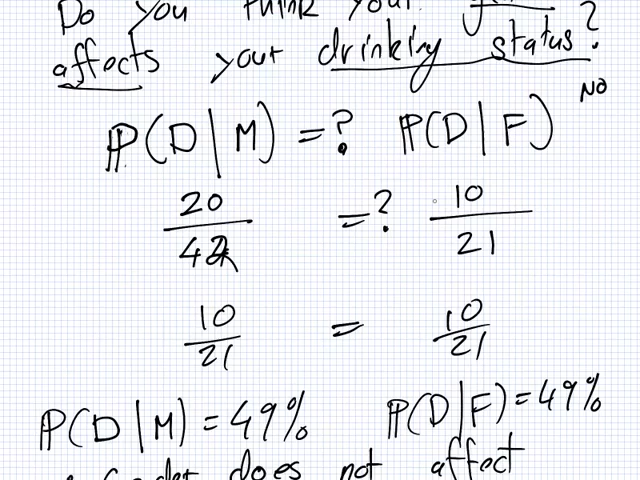 Do you think your
affects your drinking status?
NO
P(D|M) =? P(D|F)
20/42 =? 10/21
10/21 = 10/21
P(D|M) = 49% P(D|F) = 49%
does not affect